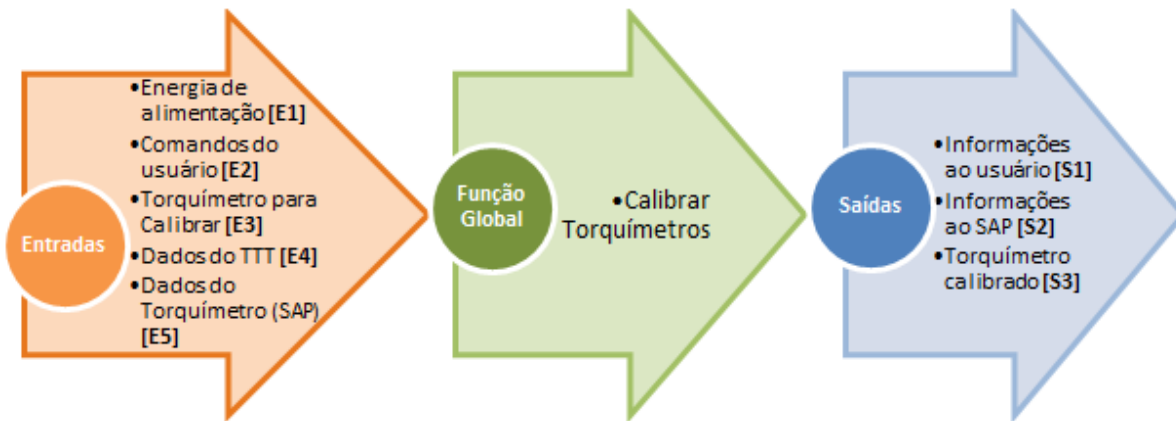 Entradas
•Energia de
alimentação [E1]
•Comandos do
usuário [E2]
•Torquímetro para
Calibrar [E3]
•Dados do TTT [E4]
•Dados do
Torquímetro (SAP)
[E5]
Função
Global
•Calibrar
Torquímetros
Saídas
•Informações
ao usuário [S1]
•Informações
ao SAP [S2]
•Torquímetro
calibrado [S3]